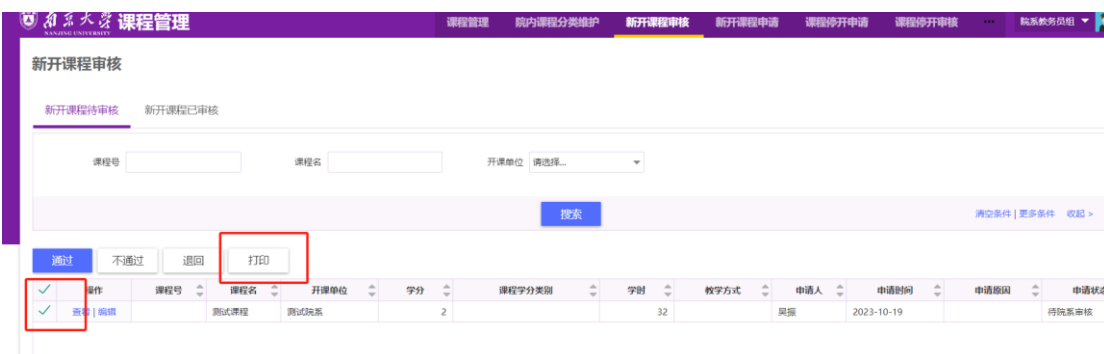 南京大学 课程管理 课程管理 院内课程分类维护 新开课程审核 新开课程申请 课程停开申请 课程停开审核 ··· 院系教务员组
NANJING UNIVERSITY
新开课程审核
新开课程待审核 新开课程已审核
课程号 课程名 开课单位 请选择...
搜索 清空条件 | 更多条件 收起 >
通过 不通过 退回 打印
操作 课程号 课程名 开课单位 学分 课程学分类别 学时 教学方式 申请人 申请时间 申请原因 申请状态
查看 | 编辑 测试课程 测试院系 2 32 吴振 2023-10-19 待院系审核